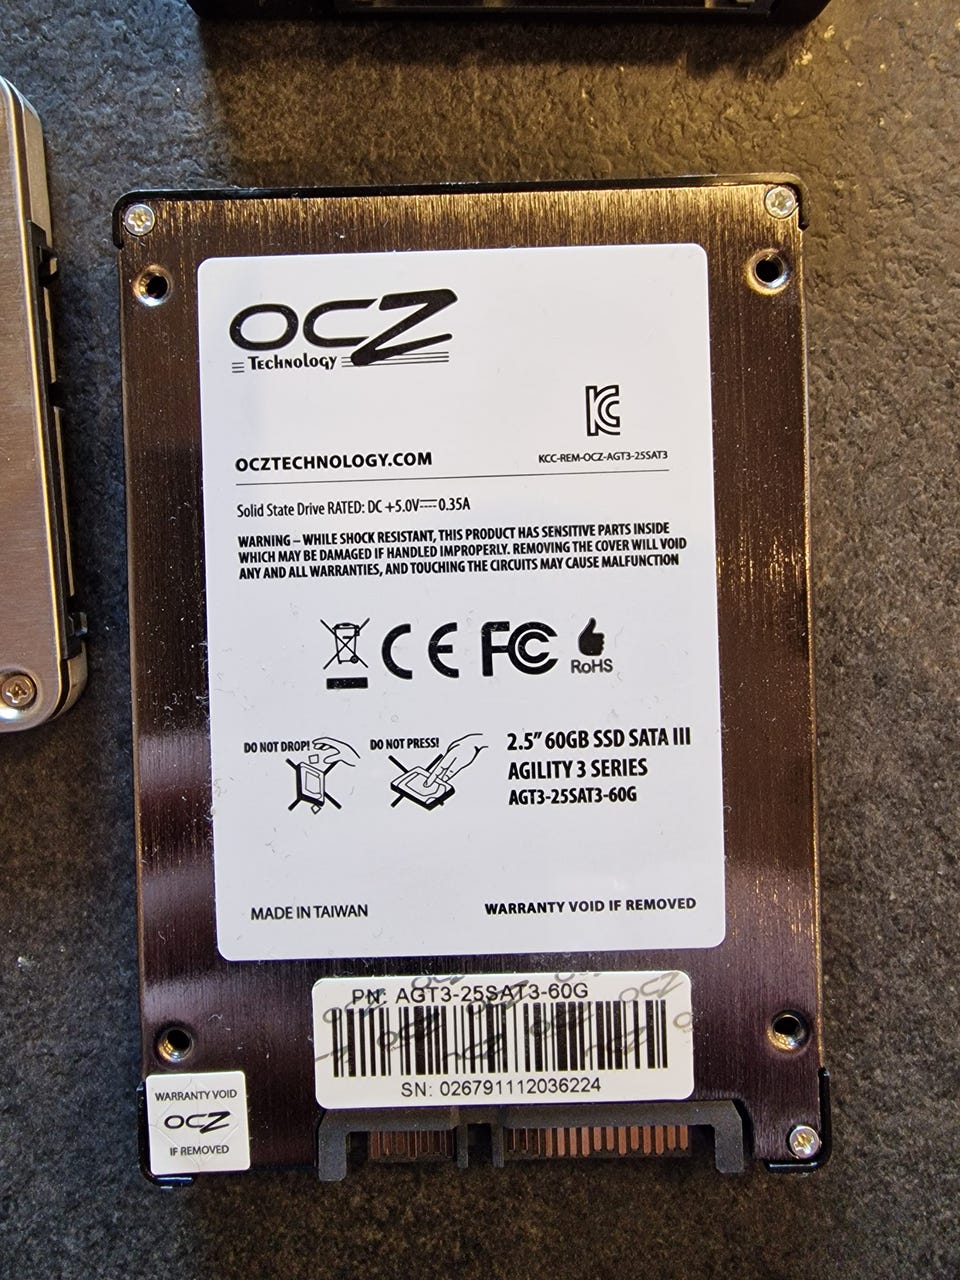 OCZ
Technology
KC
OCZTECHNOLOGY.COM
KCC-REM-OCZ-AGT3-25SAT3
Solid State Drive RATED: DC +5.0V⎓0.35A
WARNING – WHILE SHOCK RESISTANT, THIS PRODUCT HAS SENSITIVE PARTS INSIDE
WHICH MAY BE DAMAGED IF HANDLED IMPROPERLY. REMOVING THE COVER WILL VOID
ANY AND ALL WARRANTIES, AND TOUCHING THE CIRCUITS MAY CAUSE MALFUNCTION
CE FC RoHS
DO NOT DROP! DO NOT PRESS!
2.5" 60GB SSD SATA III
AGILITY 3 SERIES
AGT3-25SAT3-60G
MADE IN TAIWAN
WARRANTY VOID IF REMOVED
PN: AGT3-25SAT3-60G
SN: 026791112036224
WARRANTY VOID
OCZ
IF REMOVED